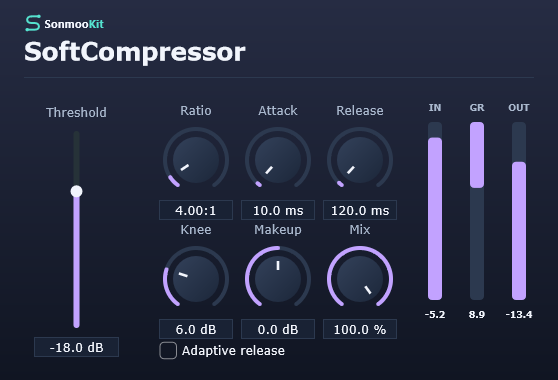 SonmooKit
SoftCompressor
Threshold
Ratio Attack Release
IN GR OUT
4.00:1 10.0 ms 120.0 ms
Knee Makeup Mix
-5.2 8.9 -13.4
6.0 dB 0.0 dB 100.0 %
-18.0 dB
Adaptive release